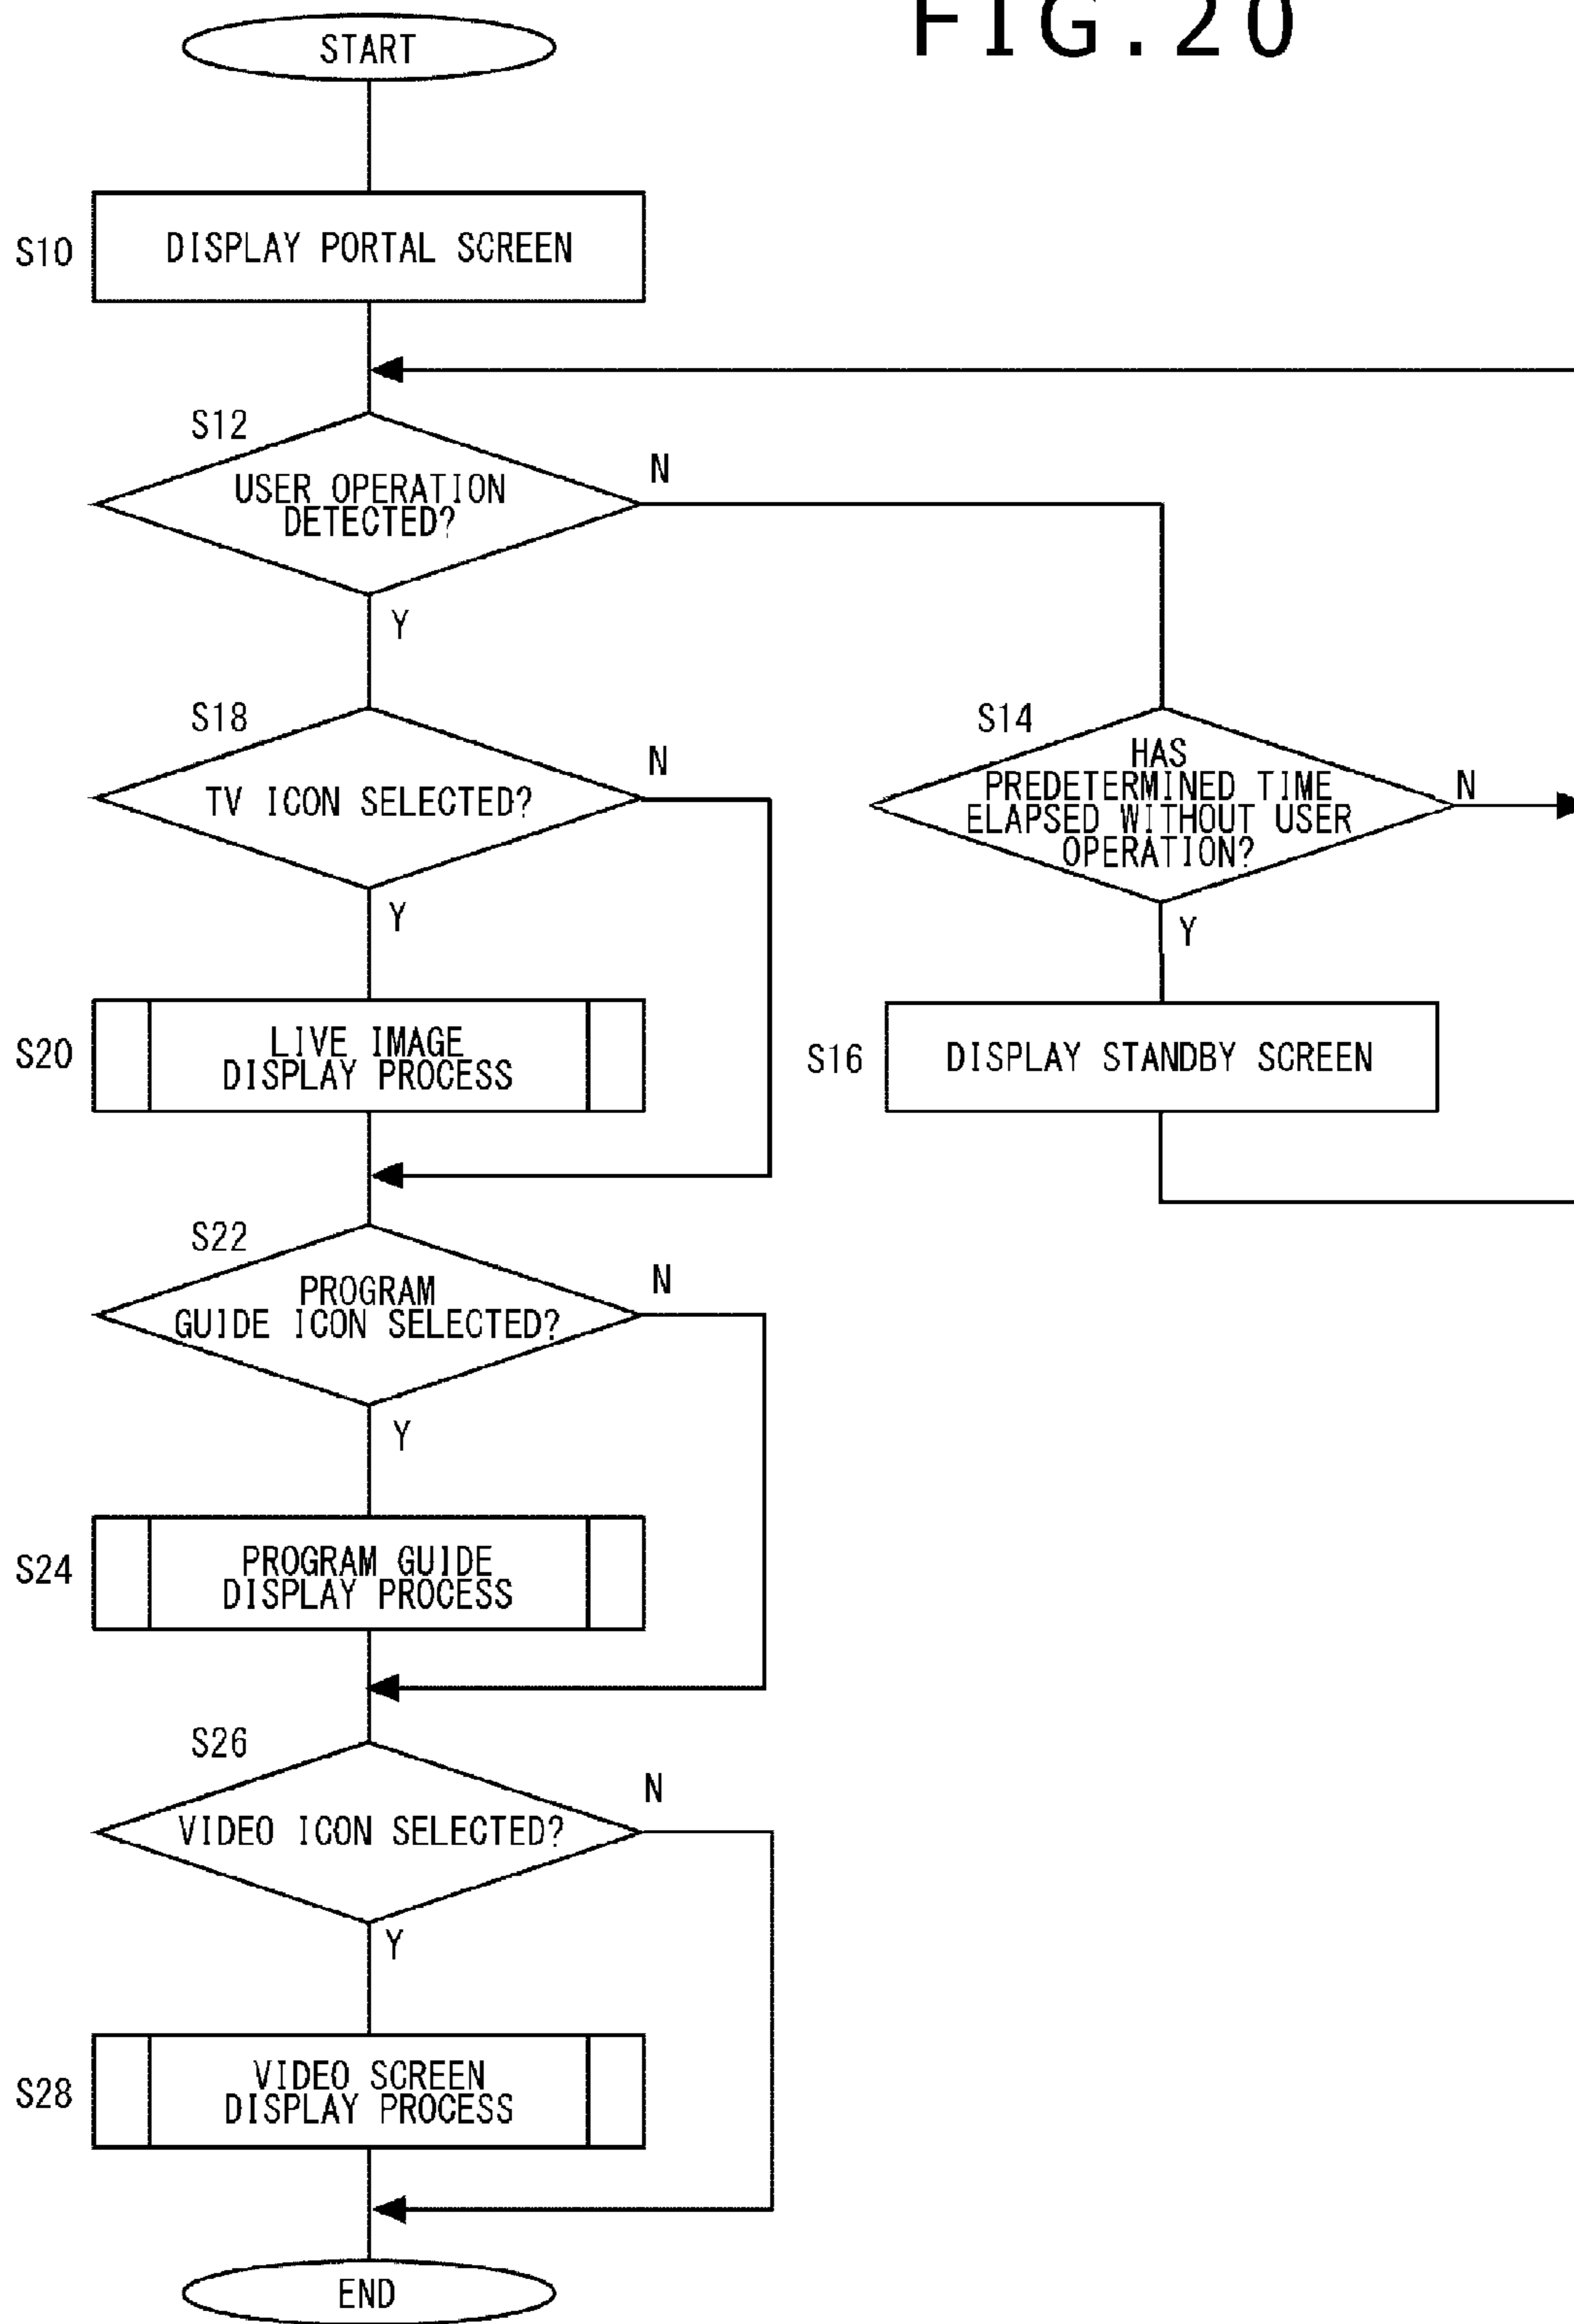 FIG.20
START
S10
DISPLAY PORTAL SCREEN
S12
USER OPERATION
DETECTED?
N
Y
S18
TV ICON SELECTED?
N
Y
S14
HAS
PREDETERMINED TIME
ELAPSED WITHOUT USER
OPERATION?
N
Y
S20
LIVE IMAGE
DISPLAY PROCESS
S16
DISPLAY STANDBY SCREEN
S22
PROGRAM
GUIDE ICON SELECTED?
N
Y
S24
PROGRAM GUIDE
DISPLAY PROCESS
S26
VIDEO ICON SELECTED?
N
Y
S28
VIDEO SCREEN
DISPLAY PROCESS
END